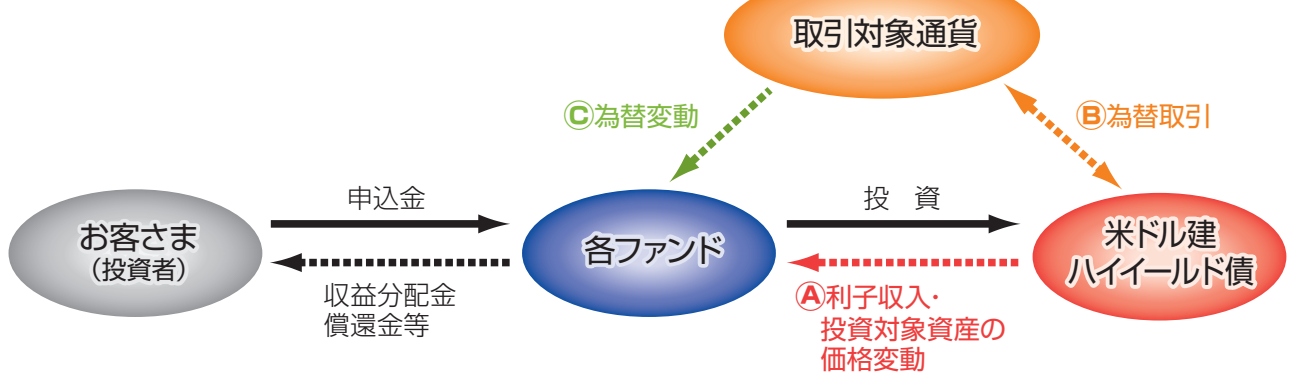 取引対象通貨
Ⓒ為替変動
Ⓑ為替取引
申込金
投　資
お客さま
（投資者）
各ファンド
米ドル建
ハイイールド債
収益分配金
償還金等
Ⓐ利子収入・
投資対象資産の
価格変動